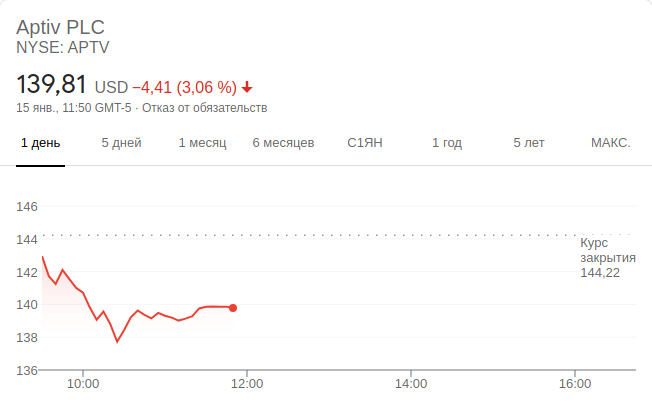 Aptiv PLC
NYSE: APTV
139,81 USD −4,41 (3,06 %)
15 янв., 11:50 GMT-5 · Отказ от обязательств
1 день 5 дней 1 месяц 6 месяцев С1ЯН 1 год 5 лет МАКС.
146
144
142
140
138
136
Курс
закрытия
144,22
10:00 12:00 14:00 16:00